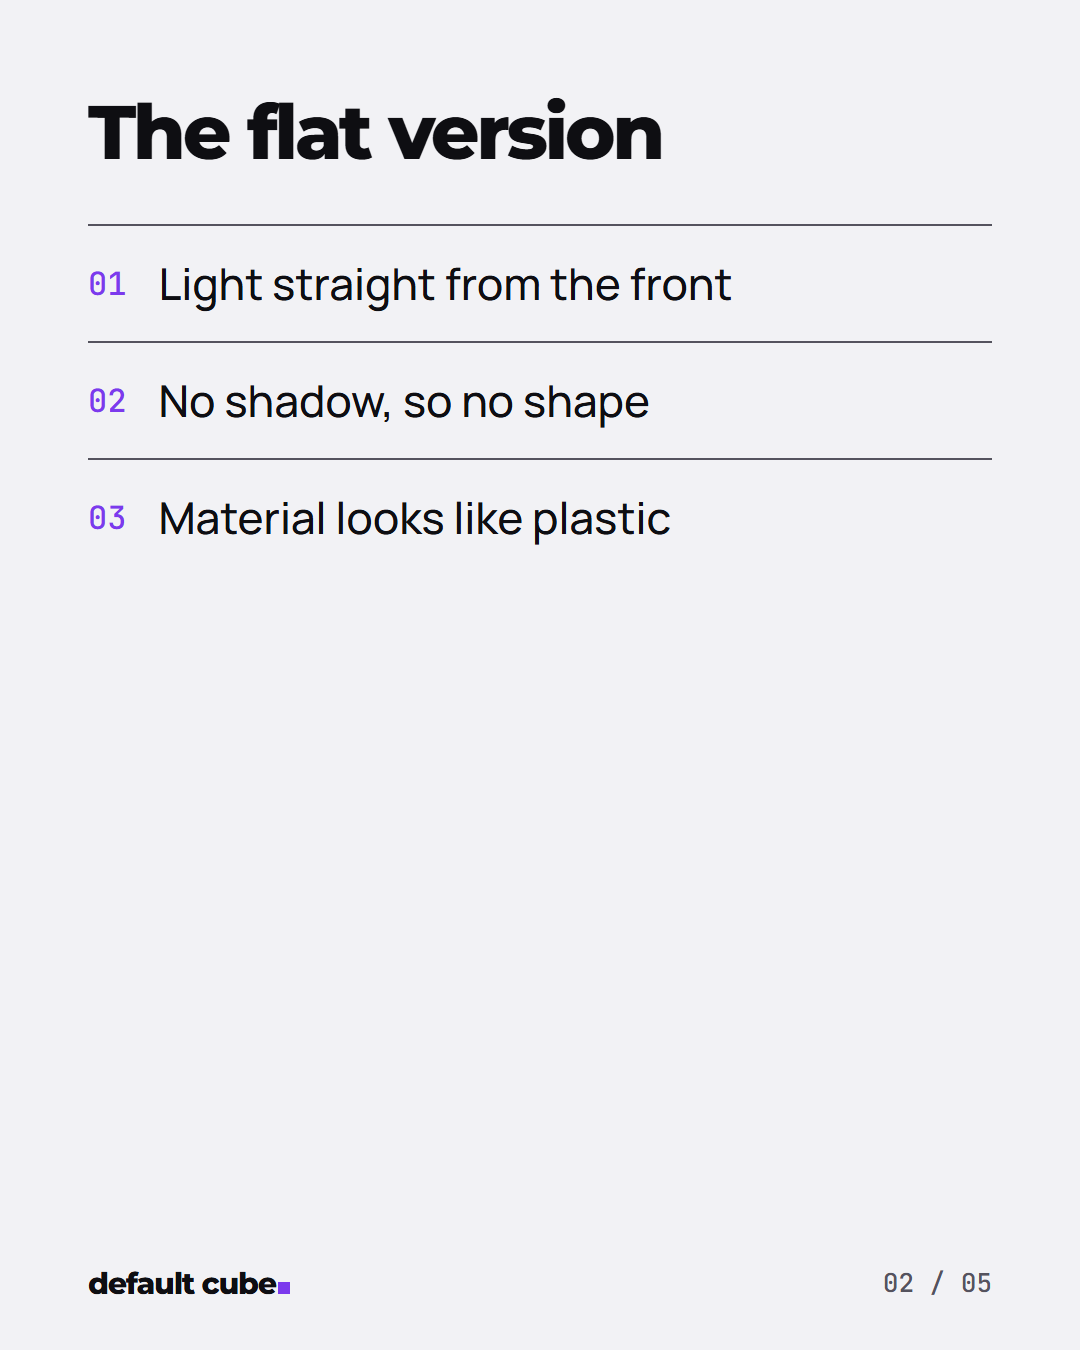 The flat version
01 Light straight from the front
02 No shadow, so no shape
03 Material looks like plastic
default cube
02 / 05